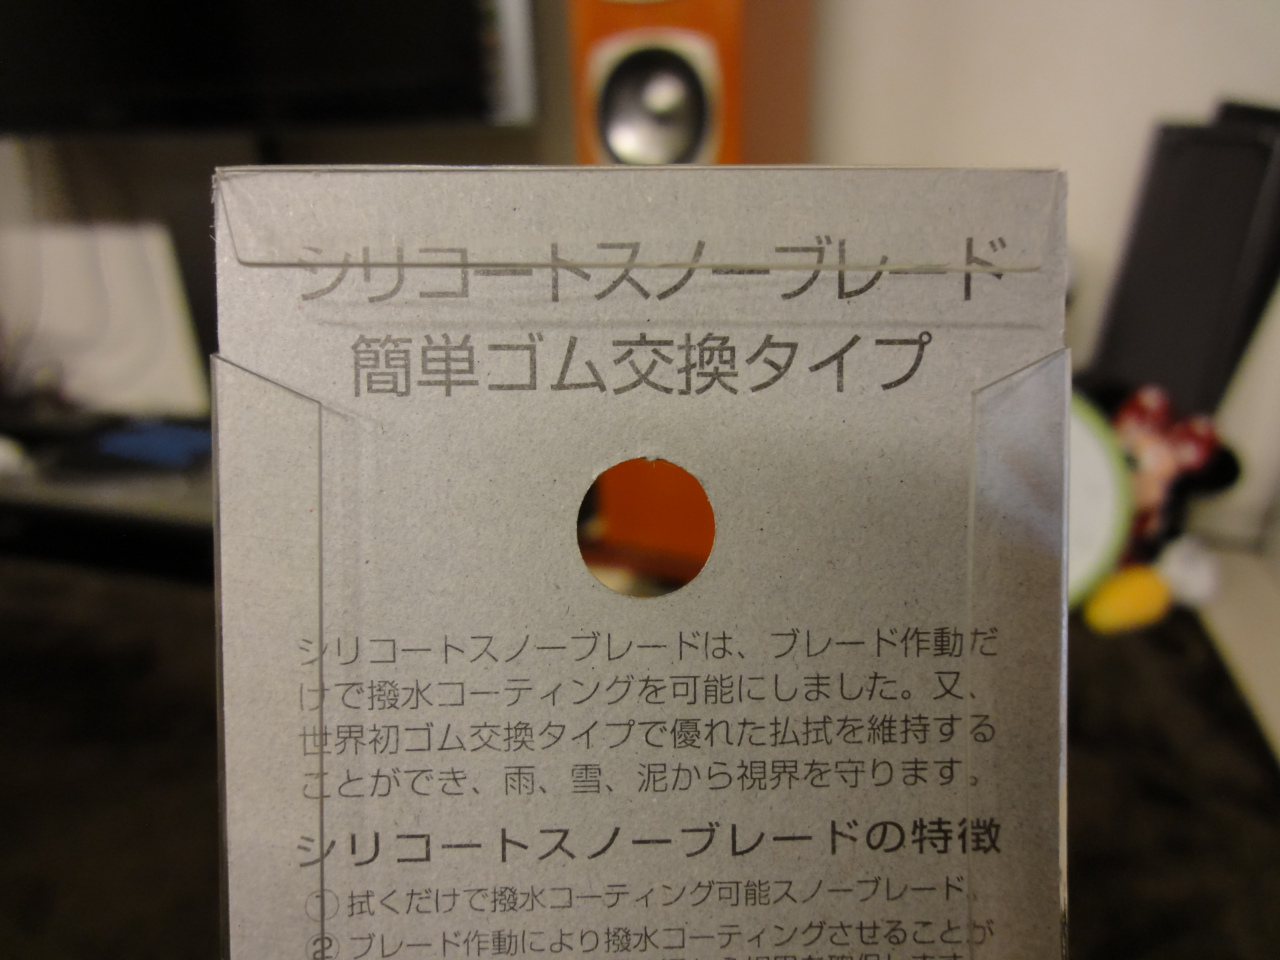 シリコートスノーブレード
簡単ゴム交換タイプ
シリコートスノーブレードは、ブレード作動だ
けで撥水コーティングを可能にしました。又、
世界初ゴム交換タイプで優れた払拭を維持する
ことができ、雨、雪、泥から視界を守ります。
シリコートスノーブレードの特徴
① 拭くだけで撥水コーティング可能スノーブレード。
② ブレード作動により撥水コーティングさせることが